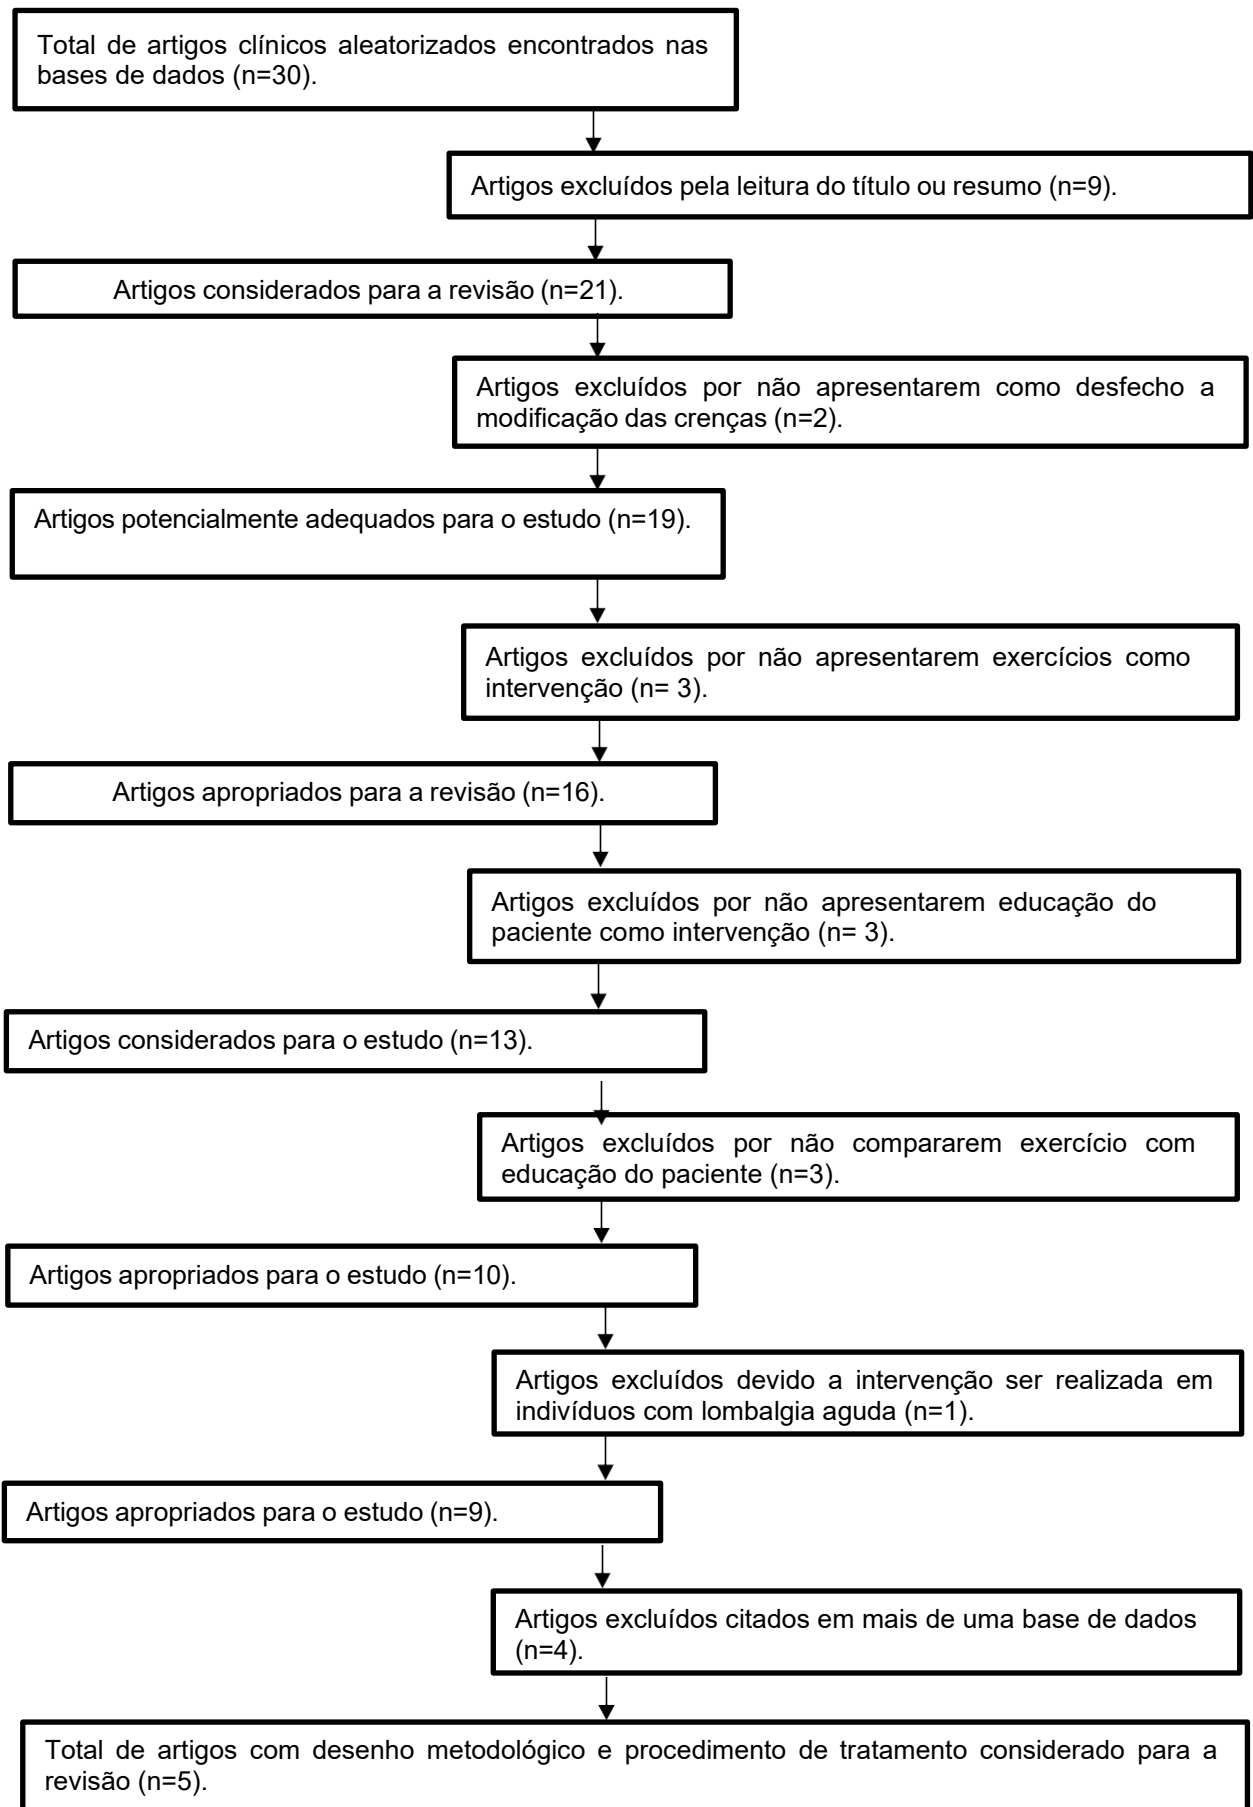 Total de artigos clínicos aleatorizados encontrados nas
bases de dados (n=30).
Artigos excluídos pela leitura do título ou resumo (n=9).
Artigos considerados para a revisão (n=21).
Artigos excluídos por não apresentarem como desfecho a
modificação das crenças (n=2).
Artigos potencialmente adequados para o estudo (n=19).
Artigos excluídos por não apresentarem exercícios como
intervenção (n= 3).
Artigos apropriados para a revisão (n=16).
Artigos excluídos por não apresentarem educação do
paciente como intervenção (n= 3).
Artigos considerados para o estudo (n=13).
Artigos excluídos por não compararem exercício com
educação do paciente (n=3).
Artigos apropriados para o estudo (n=10).
Artigos excluídos devido a intervenção ser realizada em
indivíduos com lombalgia aguda (n=1).
Artigos apropriados para o estudo (n=9).
Artigos excluídos citados em mais de uma base de dados
(n=4).
Total de artigos com desenho metodológico e procedimento de tratamento considerado para a
revisão (n=5).